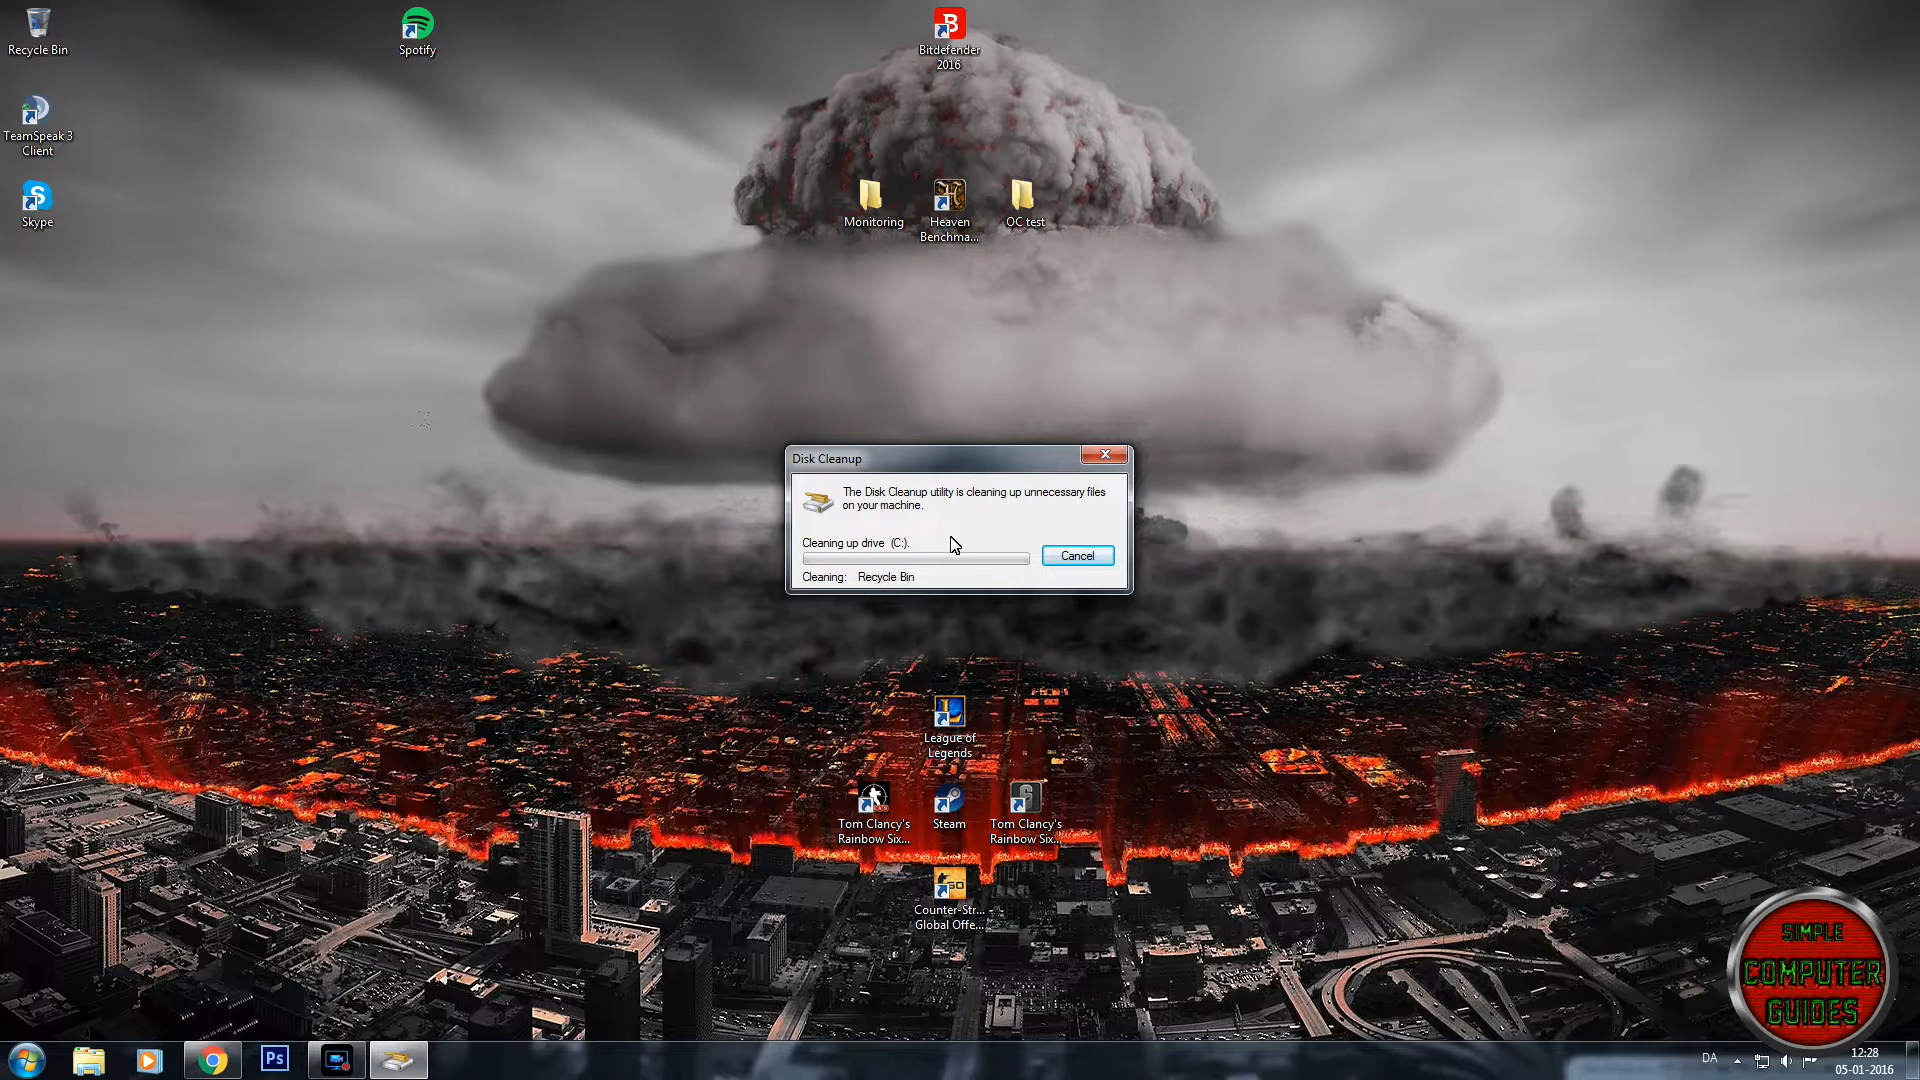 Recycle Bin
Spotify
Bitdefender
2016
TeamSpeak 3
Client
Skype
Monitoring
Heaven
Benchma...
OC test
Disk Cleanup
The Disk Cleanup utility is cleaning up unnecessary files
on your machine.
Cleaning up drive (C:).
Cancel
Cleaning: Recycle Bin
League of
Legends
Tom Clancy's
Rainbow Six...
Steam
Tom Clancy's
Rainbow Six...
Counter-Str...
Global Offe...
SIMPLE
COMPUTER
GUIDES
Ps
DA
12:28
05-01-2016